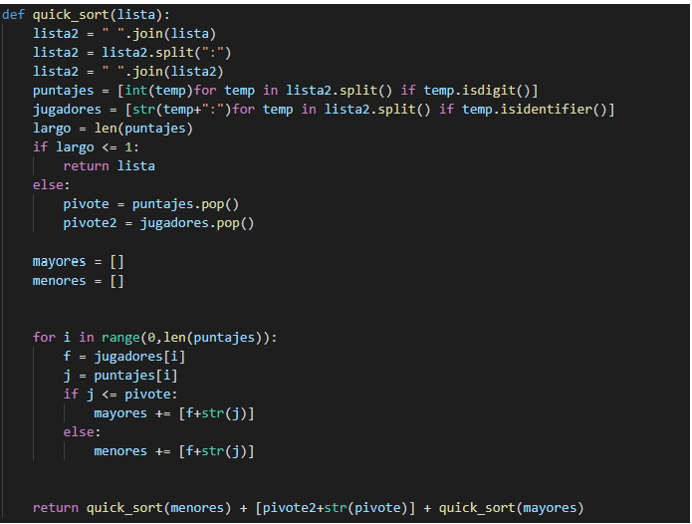 def quick_sort(lista):
    lista2 = " ".join(lista)
    lista2 = lista2.split(":")
    lista2 = " ".join(lista2)
    puntajes = [int(temp)for temp in lista2.split() if temp.isdigit()]
    jugadores = [str(temp+":")for temp in lista2.split() if temp.isidentifier()]
    largo = len(puntajes)
    if largo <= 1:
        return lista
    else:
        pivote = puntajes.pop()
        pivote2 = jugadores.pop()
    mayores = []
    menores = []
    for i in range(0,len(puntajes)):
        f = jugadores[i]
        j = puntajes[i]
        if j <= pivote:
            mayores += [f+str(j)]
        else:
            menores += [f+str(j)]
    return quick_sort(menores) + [pivote2+str(pivote)] + quick_sort(mayores)